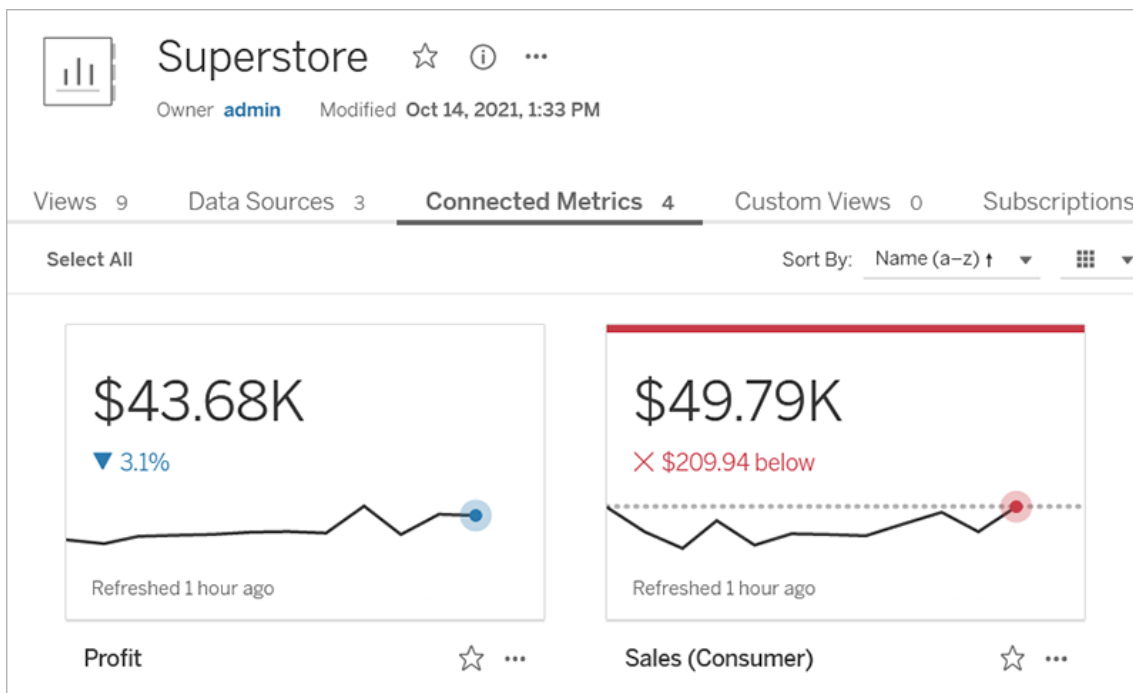 Superstore
Owner admin Modified Oct 14, 2021, 1:33 PM
Views 9 Data Sources 3 Connected Metrics 4 Custom Views 0 Subscriptions
Select All Sort By: Name (a–z) ↑
$43.68K
▼ 3.1%
Refreshed 1 hour ago
Profit
$49.79K
✕ $209.94 below
Refreshed 1 hour ago
Sales (Consumer)